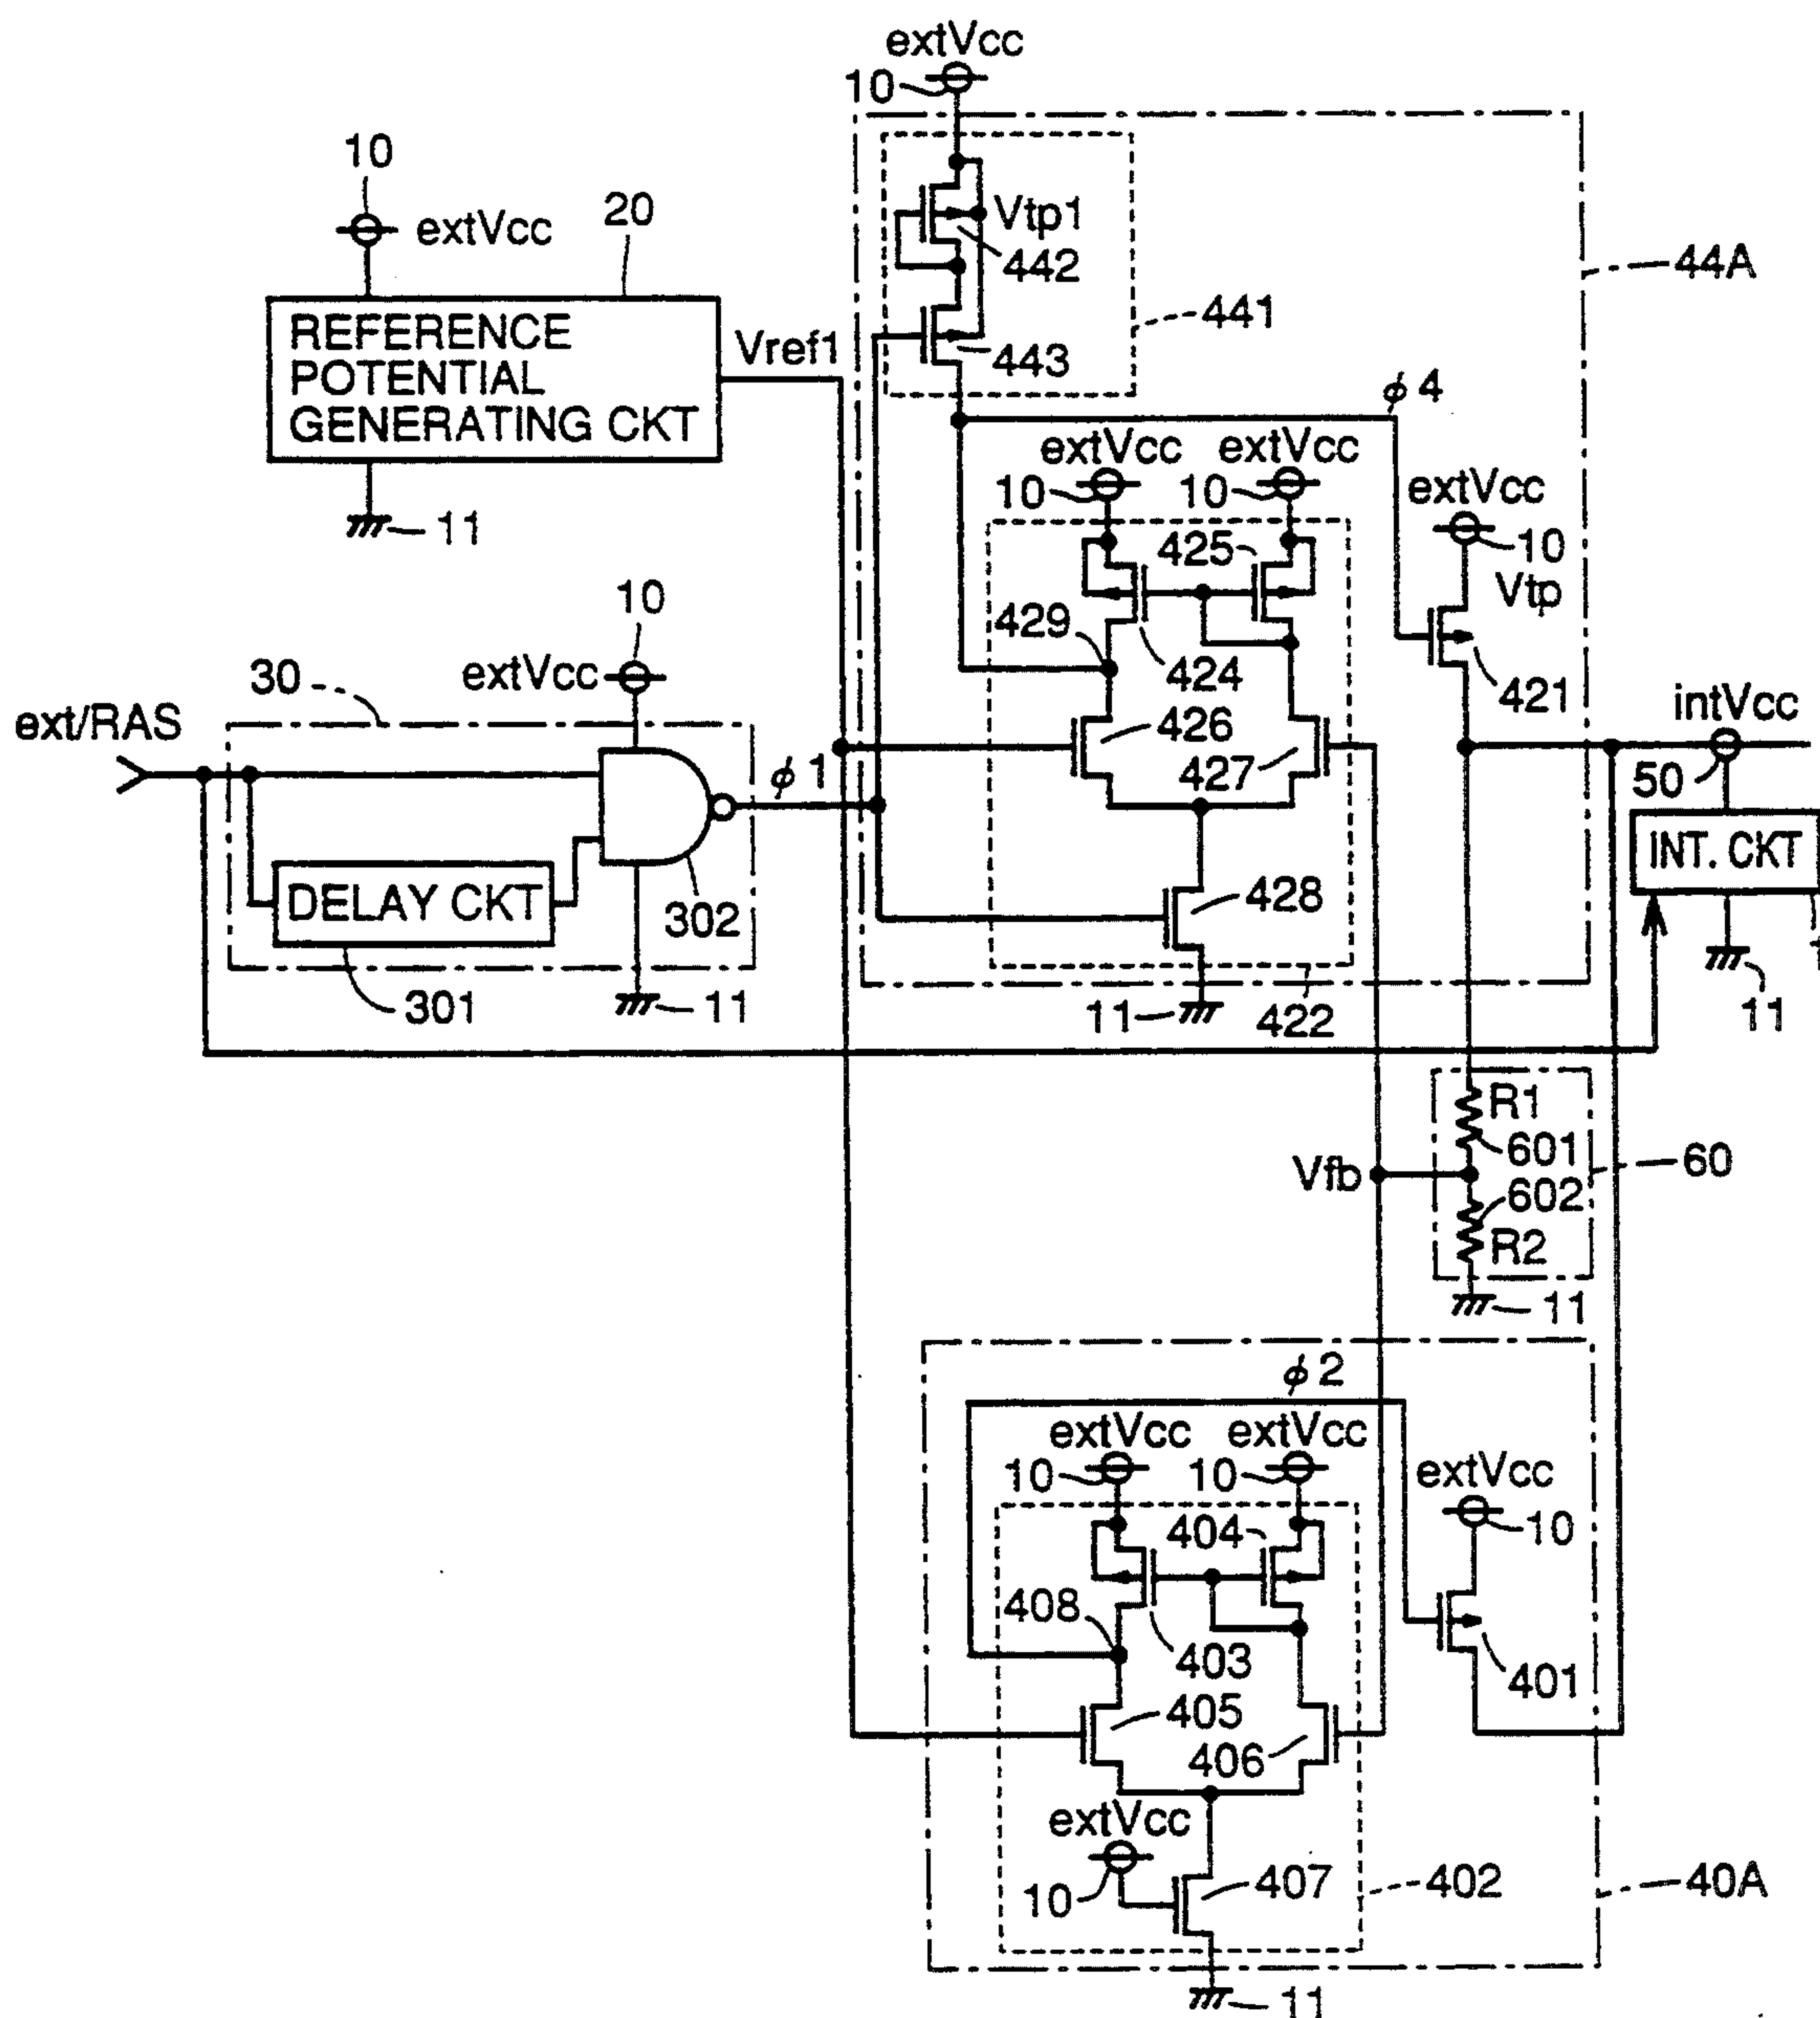 extVcc
10
10
extVcc
20
Vtp1
442
44A
441
443
REFERENCE
POTENTIAL
GENERATING CKT
Vref1
11
φ4
extVcc
extVcc
10
10
425
extVcc
10
Vtp
429
424
421
10
extVcc
30
ext/RAS
426
427
intVcc
50
φ1
INT. CKT
DELAY CKT
302
428
301
11
11
422
11
R1
601
60
Vfb
602
R2
11
φ2
extVcc
extVcc
10
10
404
extVcc
10
408
403
401
405
406
extVcc
10
407
402
40A
11